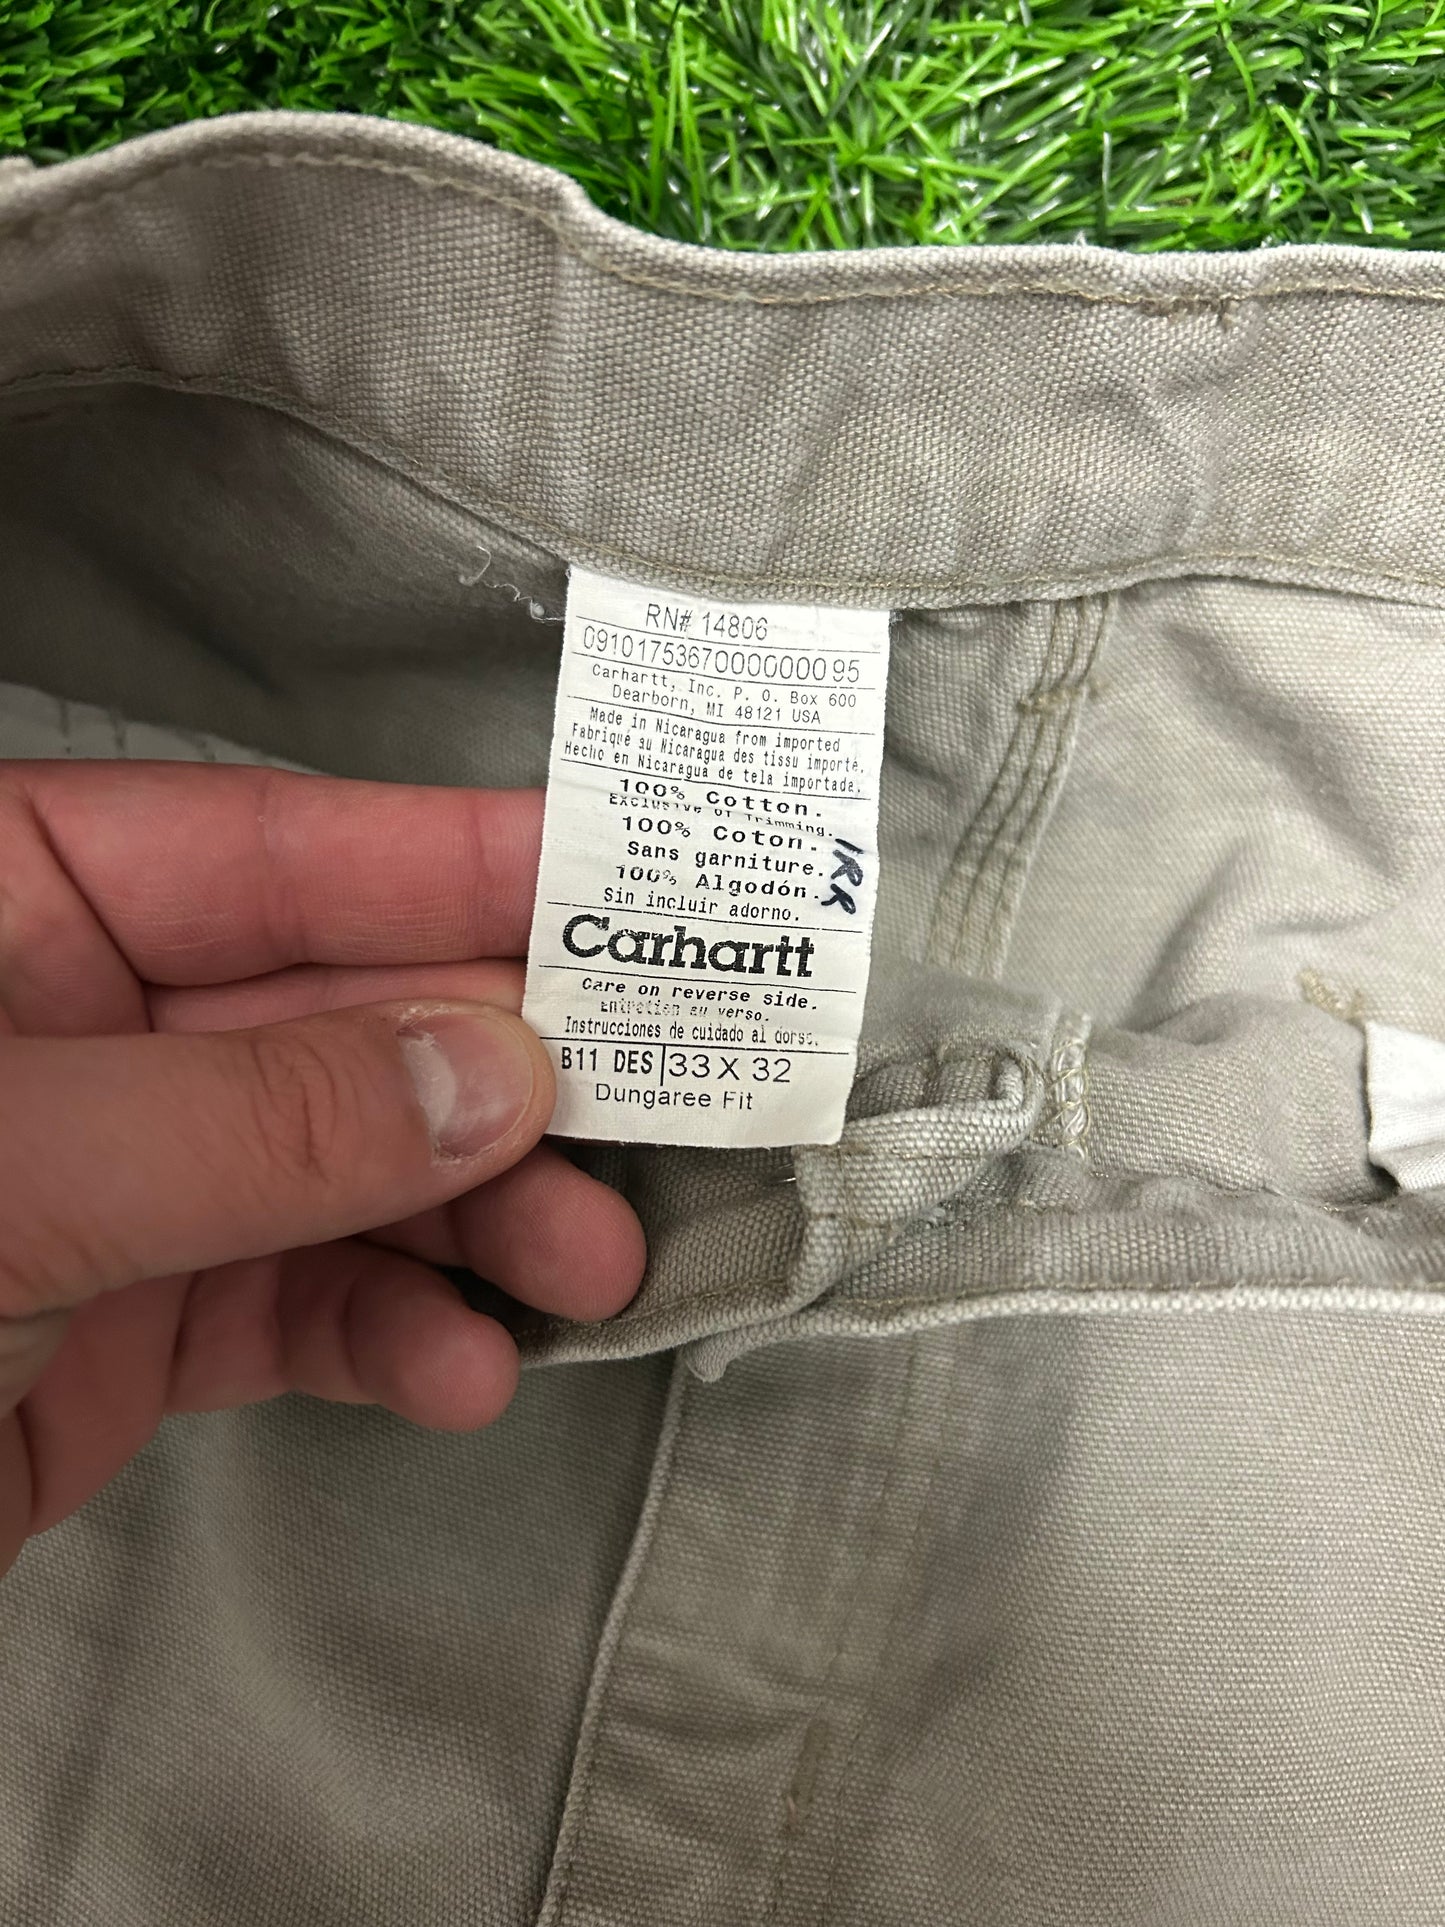 RN# 14806
0910175367000000095
Carhartt, Inc. P. O. Box 600
Dearborn, MI 48121 USA
Made in Nicaragua from imported
Fabriqué au Nicaragua des tissu importé.
Hecho en Nicaragua de tela importada.
100% Cotton.
Exclusive of Trimming.
100% Coton.
Sans garniture.
100% Algodón.
Sin incluir adorno.
IRR
Carhartt
Care on reverse side.
Entretien au verso.
Instrucciones de cuidado al dorso.
B11 DES 33 X 32
Dungaree Fit